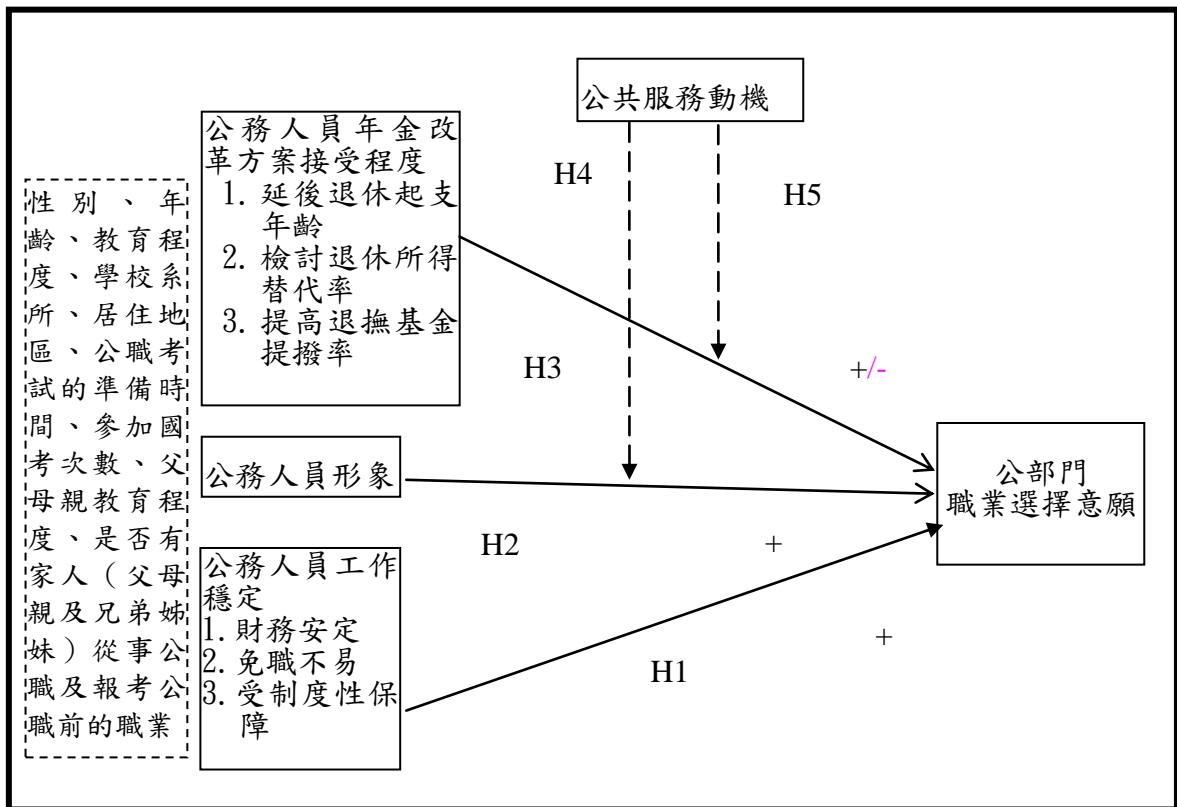 公共服務動機
公務人員年金改
革方案接受程度
1. 延後退休起支
年齡
2. 檢討退休所得
替代率
3. 提高退撫基金
提撥率
H4
H5
性別、年
齡、教育程
度、學校系
所、居住地
區、公職考
試的準備時
間、參加國
考次數、父
母親教育程
度、是否有
家人（父母
親及兄弟姊
妹）從事公
職及報考公
職前的職業
H3
+/-
公務人員形象
公部門
職業選擇意願
H2
+
公務人員工作
穩定
1. 財務安定
2. 免職不易
3. 受制度性保
障
+
H1